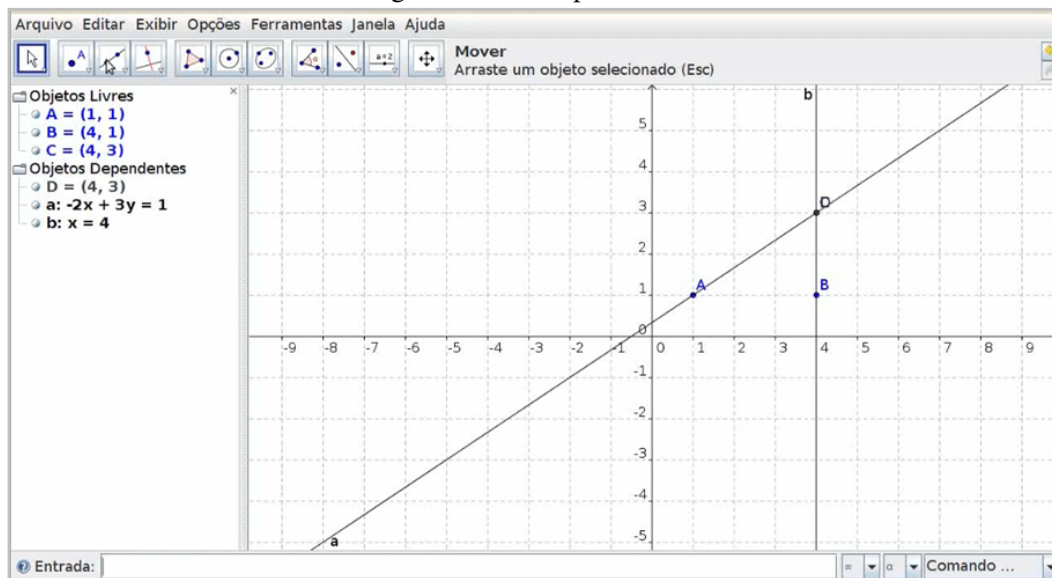 Arquivo Editar Exibir Opções Ferramentas Janela Ajuda
A
a=2
Mover
Arraste um objeto selecionado (Esc)
Objetos Livres
A = (1, 1)
B = (4, 1)
C = (4, 3)
Objetos Dependentes
D = (4, 3)
a: -2x + 3y = 1
b: x = 4
b
5
4
3
D
2
1
A
B
0
-9 -8 -7 -6 -5 -4 -3 -2 -1 0 1 2 3 4 5 6 7 8 9
-1
-2
-3
-4
-5
a
Entrada:
α
Comando ...